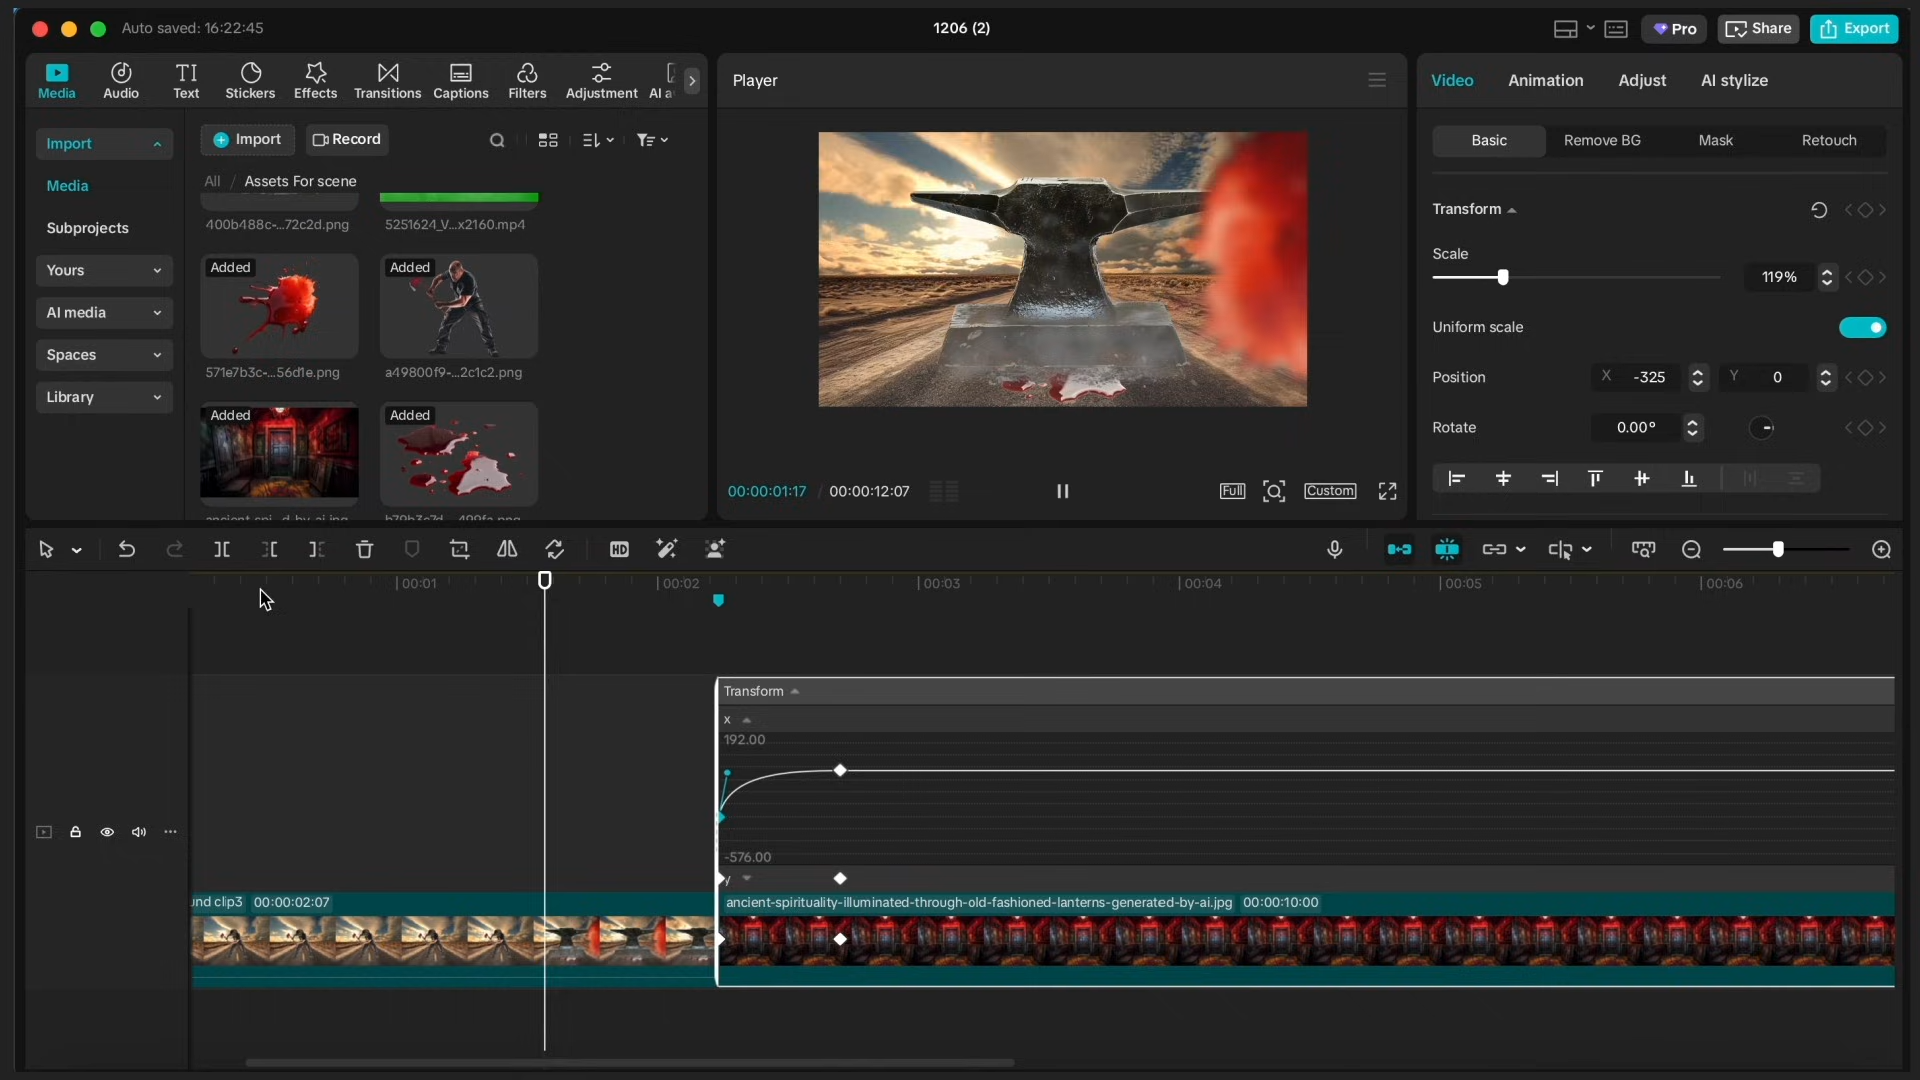 Auto saved: 16:22:45
1206 (2)
Pro
Share
Export
Media
Audio
TI
Text
Stickers
Effects
Transitions
Captions
Filters
Adjustment
AI a
Player
Video
Animation
Adjust
AI stylize
Import
Media
Subprojects
Yours
AI media
Spaces
Library
Import
Record
All / Assets For scene
400b488c-...72c2d.png
5251624_V...x2160.mp4
Added
571e7b3c-...56d1e.png
Added
a49800f9-...2c1c2.png
Added
Added
00:00:01:17 / 00:00:12:07
Full
Custom
Basic
Remove BG
Mask
Retouch
Transform
Scale
119%
Uniform scale
Position
X -325
Y 0
Rotate
0.00°
HD
00:01
00:02
00:03
00:04
00:05
00:06
Transform
x
192.00
-576.00
y
und clip3 00:00:02:07
ancient-spirituality-illuminated-through-old-fashioned-lanterns-generated-by-ai.jpg 00:00:10:00